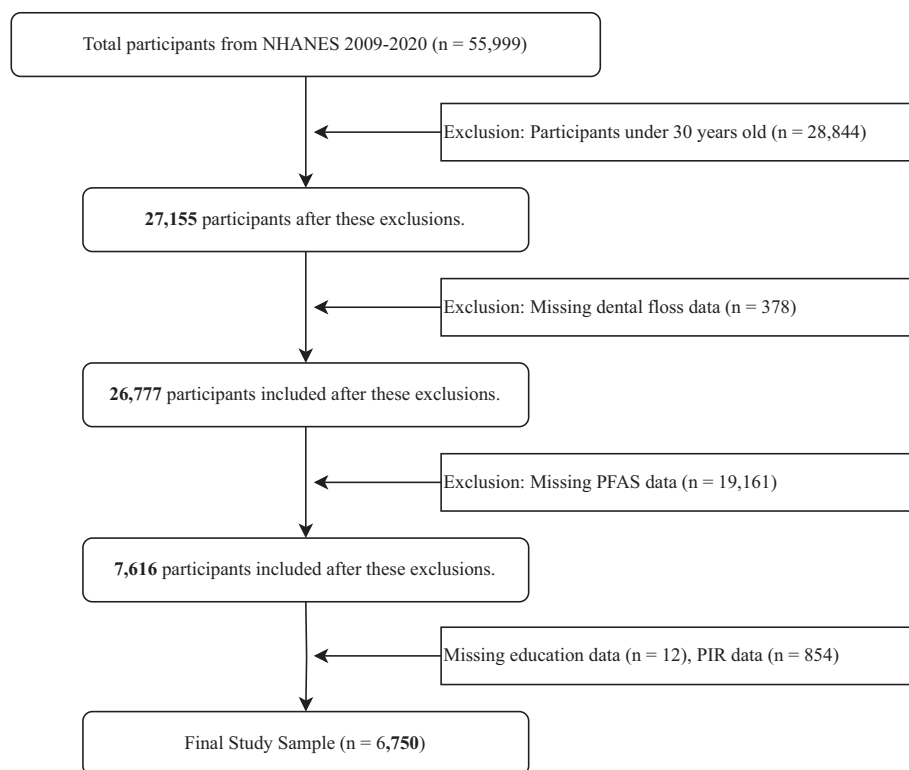 Total participants from NHANES 2009-2020 (n = 55,999)
Exclusion: Participants under 30 years old (n = 28,844)
27,155 participants after these exclusions.
Exclusion: Missing dental floss data (n = 378)
26,777 participants included after these exclusions.
Exclusion: Missing PFAS data (n = 19,161)
7,616 participants included after these exclusions.
Missing education data (n = 12), PIR data (n = 854)
Final Study Sample (n = 6,750)